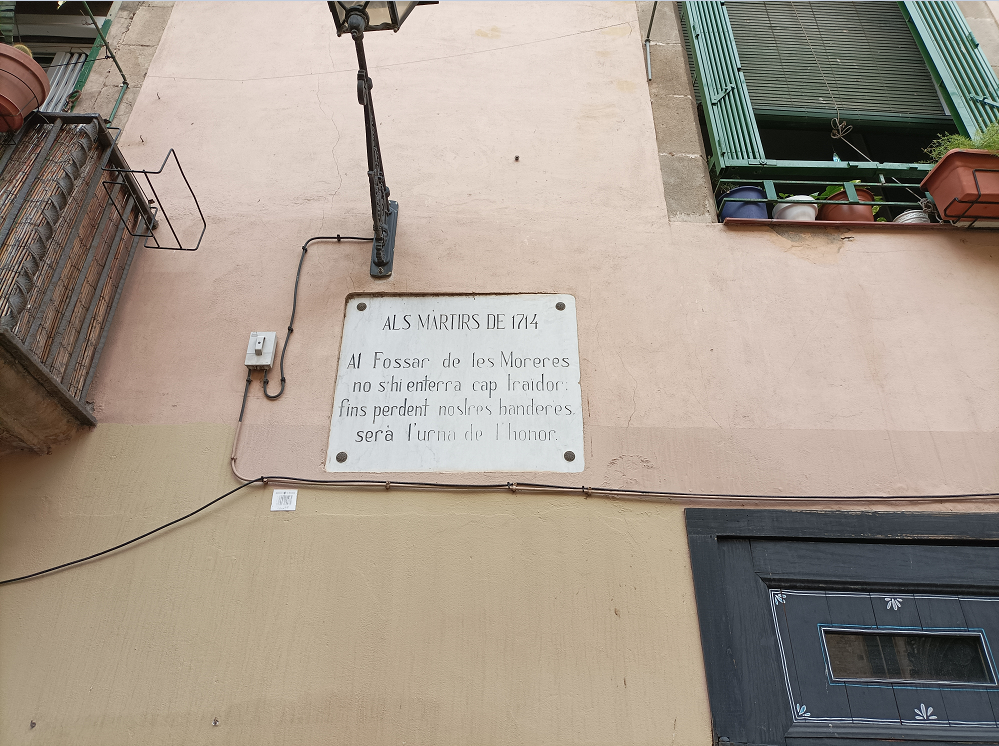 ALS MÀRTIRS DE 1714
Al Fossar de les Moreres
no s'hi enterra cap traidor:
fins perdent nostres banderes
serà l'urna de l'honor.